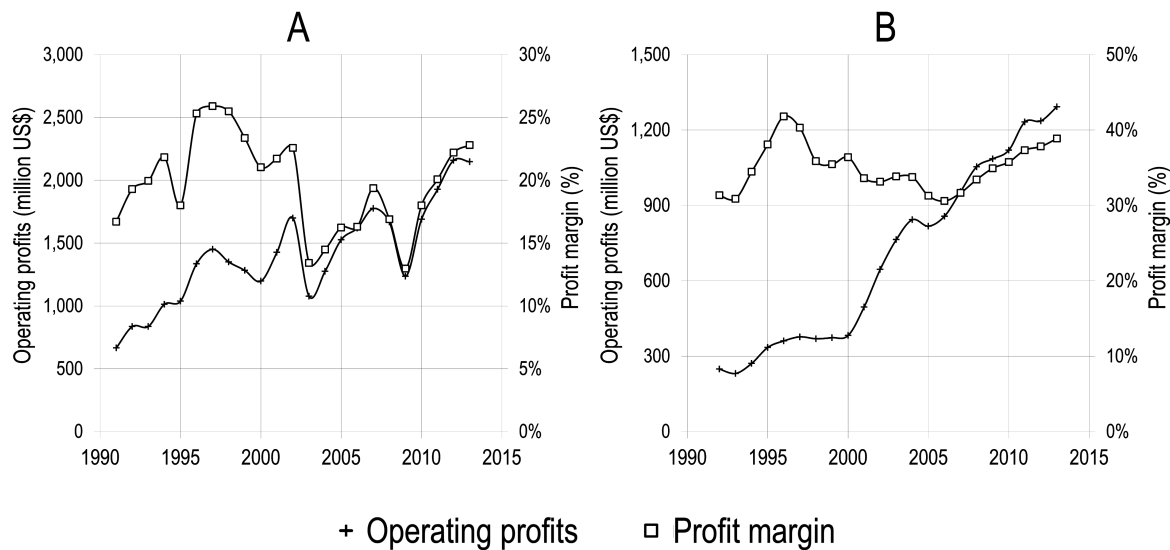 A
Operating profits (million US$)
3,000
2,500
2,000
1,500
1,000
500
0
30%
25%
20%
15%
10%
5%
0%
Profit margin (%)
1990 1995 2000 2005 2010 2015
B
Operating profits (million US$)
1,500
1,200
900
600
300
0
50%
40%
30%
20%
10%
0%
Profit margin (%)
1990 1995 2000 2005 2010 2015
Operating profits Profit margin